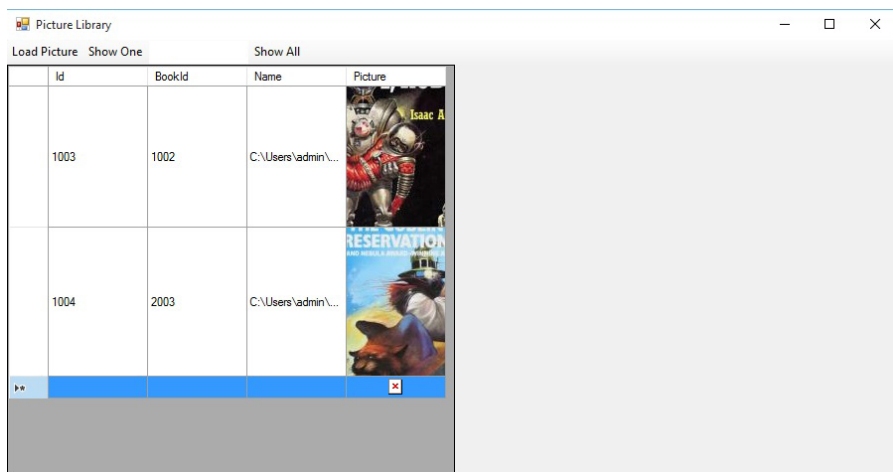 Picture Library
Load Picture Show One Show All
Id BookId Name Picture
Isaac A
1003 1002 C:\Users\admin\...
RESERVATION
1004 2003 C:\Users\admin\...